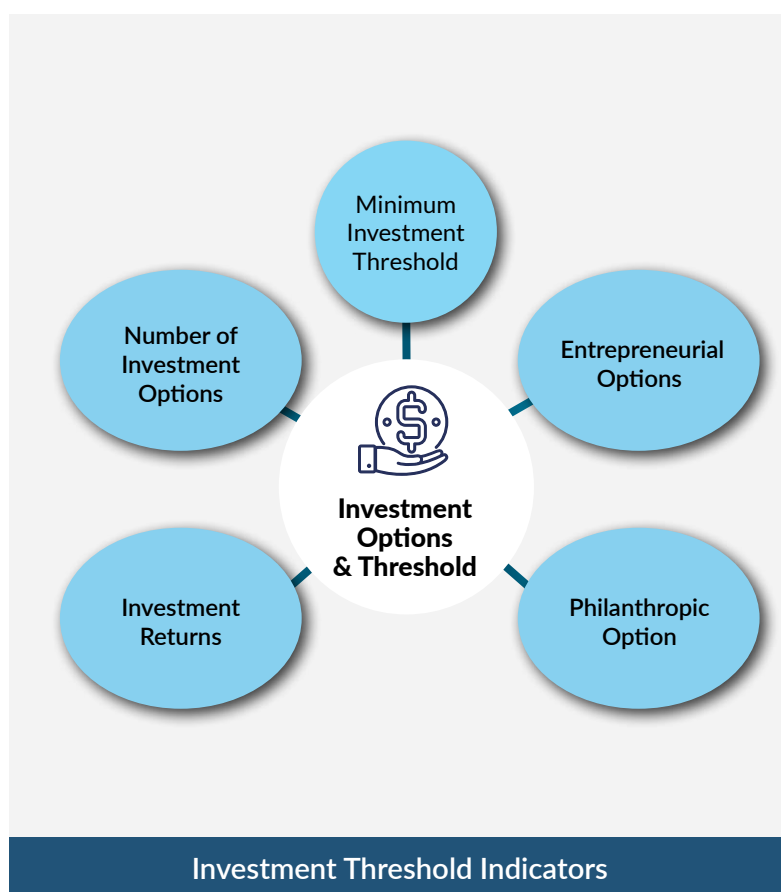 Minimum
Investment
Threshold
Number of
Investment
Options
Entrepreneurial
Options
$
Investment
Options
& Threshold
Investment
Returns
Philanthropic
Option
Investment Threshold Indicators